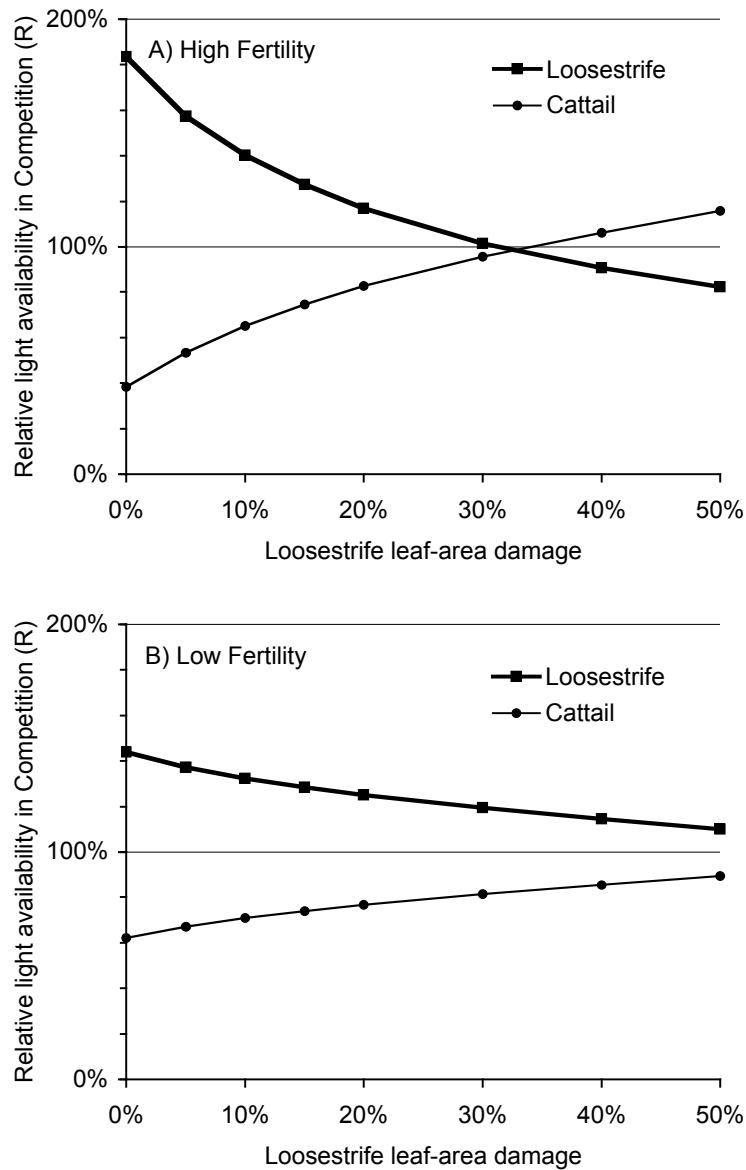 200%
A) High Fertility
Loosestrife
Cattail
100%
0%
Relative light availability in Competition (R)
0% 10% 20% 30% 40% 50%
Loosestrife leaf-area damage
200%
B) Low Fertility
Loosestrife
Cattail
100%
0%
Relative light availability in Competition (R)
0% 10% 20% 30% 40% 50%
Loosestrife leaf-area damage